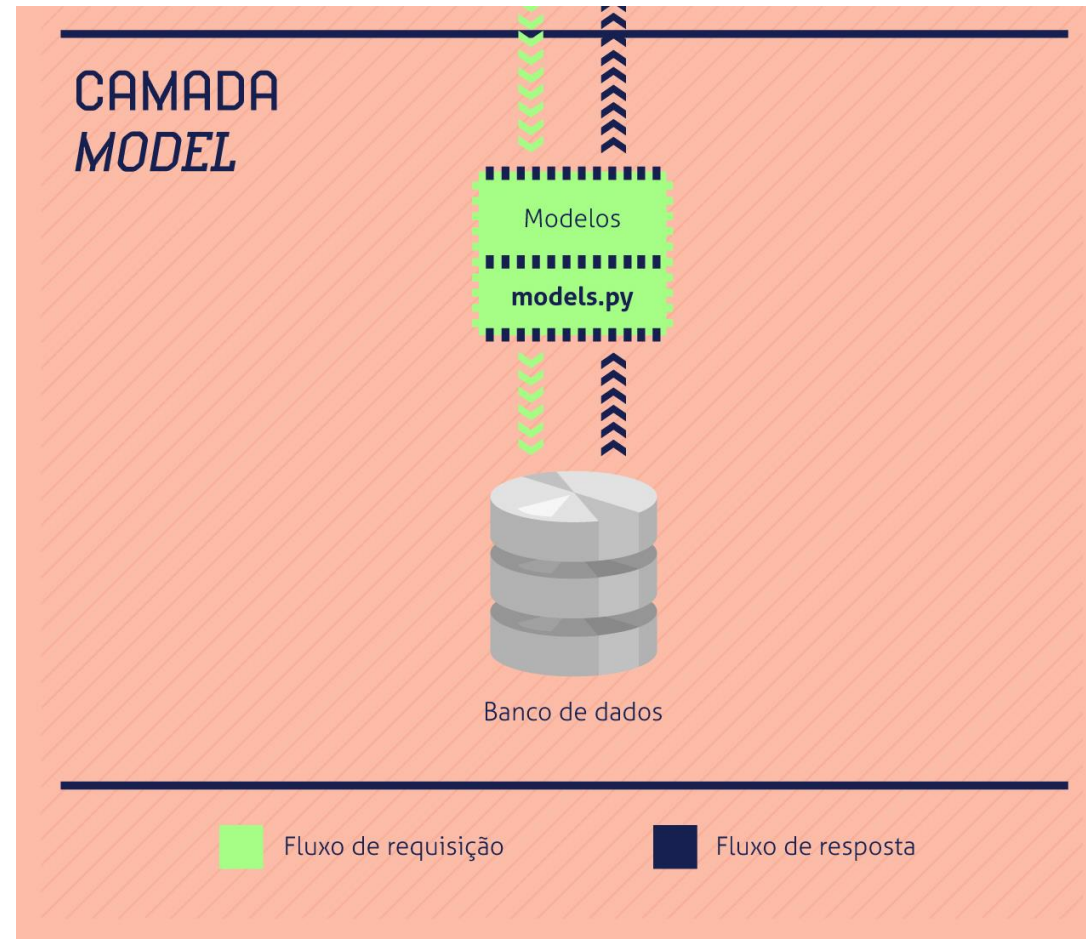 CAMADA
MODEL
Modelos
models.py
Banco de dados
Fluxo de requisição
Fluxo de resposta